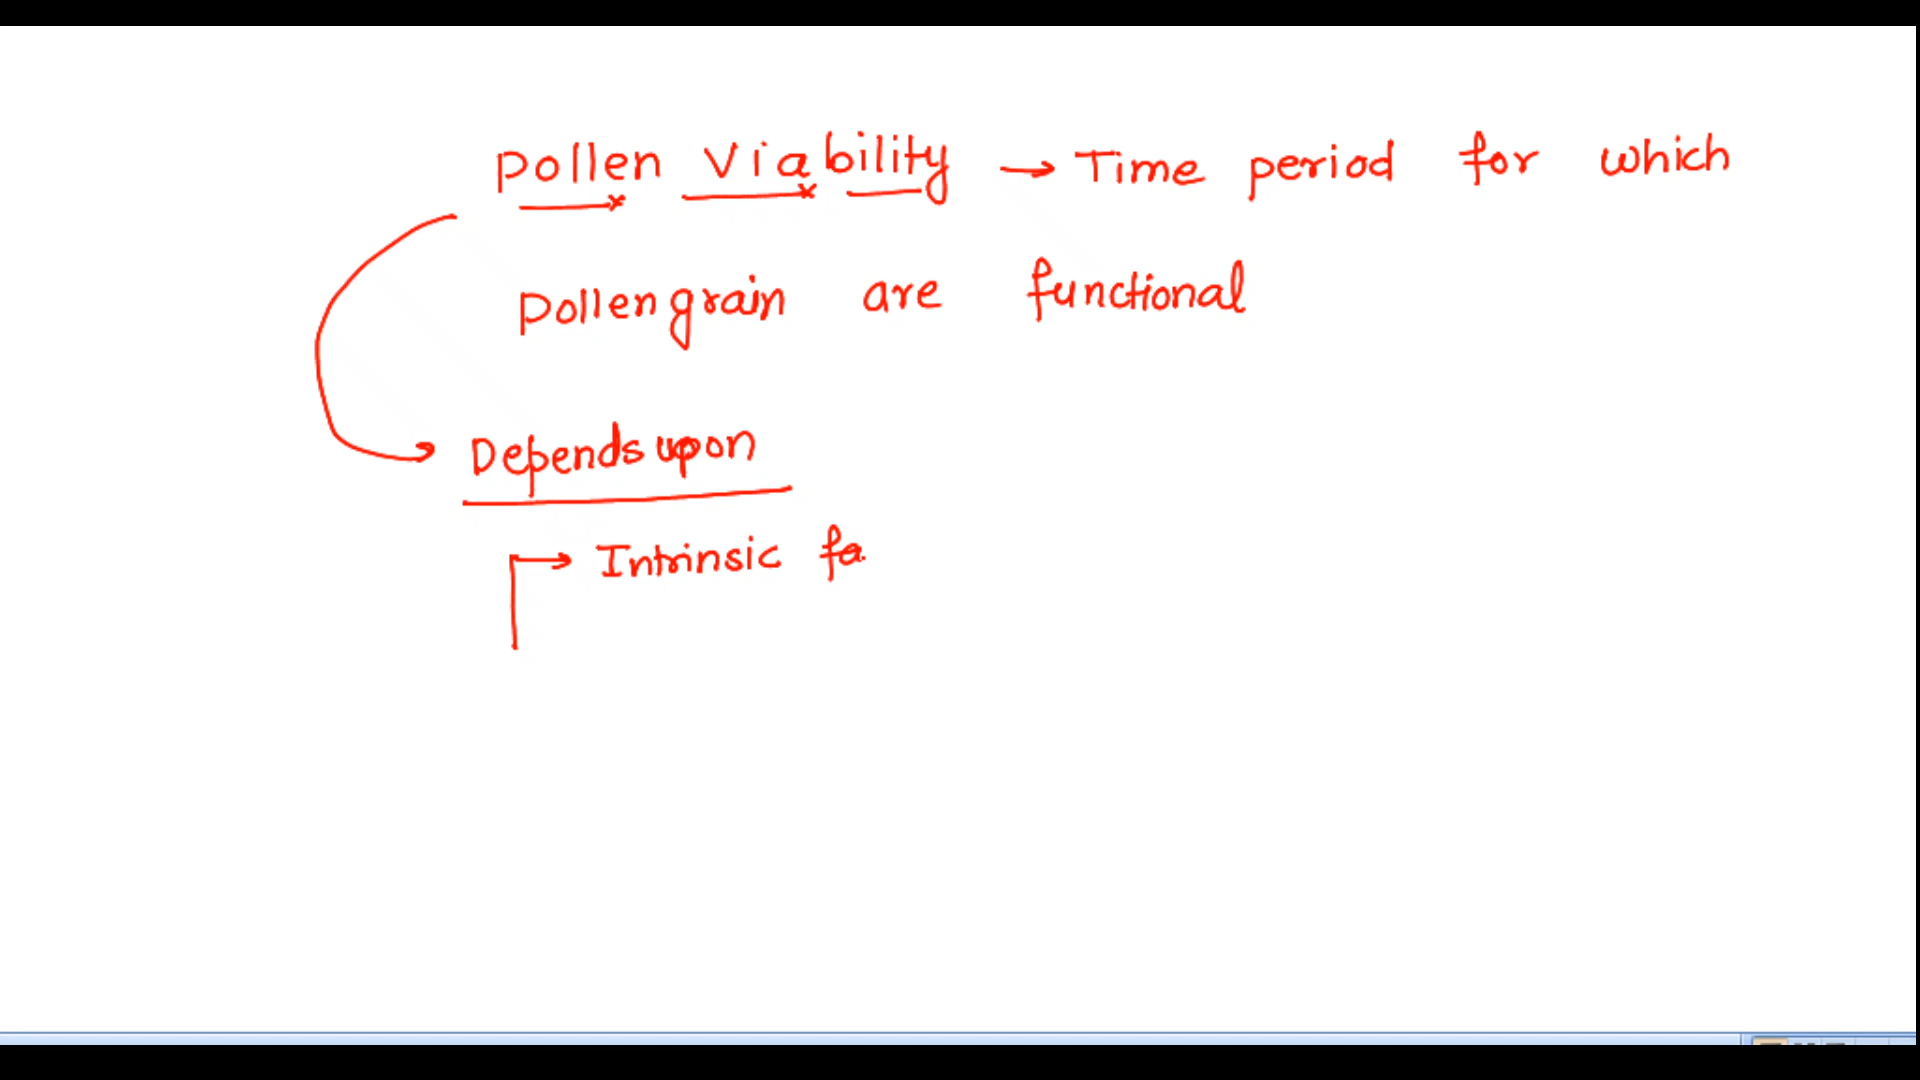 Pollen Viability → Time period for which
pollengrain are functional
Depends upon
→ Intrinsic fa